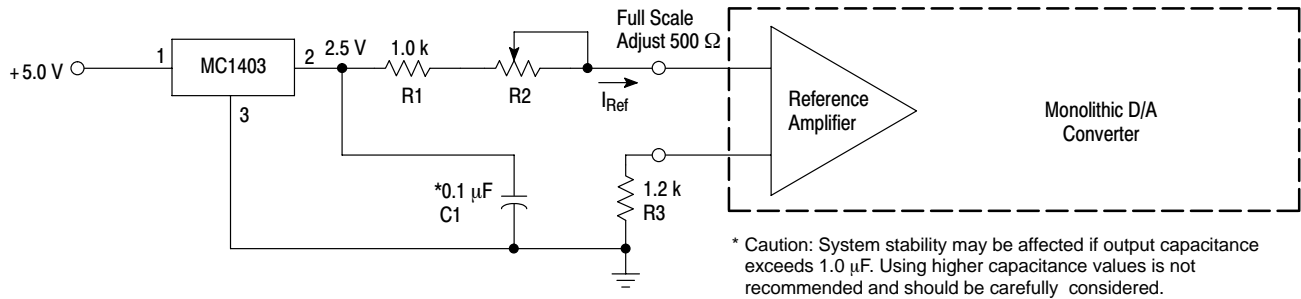 +5.0 V
1
MC1403
2
3
2.5 V
1.0 k
R1
R2
Full Scale
Adjust 500 Ω
IRef
*0.1 μF
C1
1.2 k
R3
Reference
Amplifier
Monolithic D/A
Converter
* Caution: System stability may be affected if output capacitance
exceeds 1.0 μF. Using higher capacitance values is not
recommended and should be carefully considered.